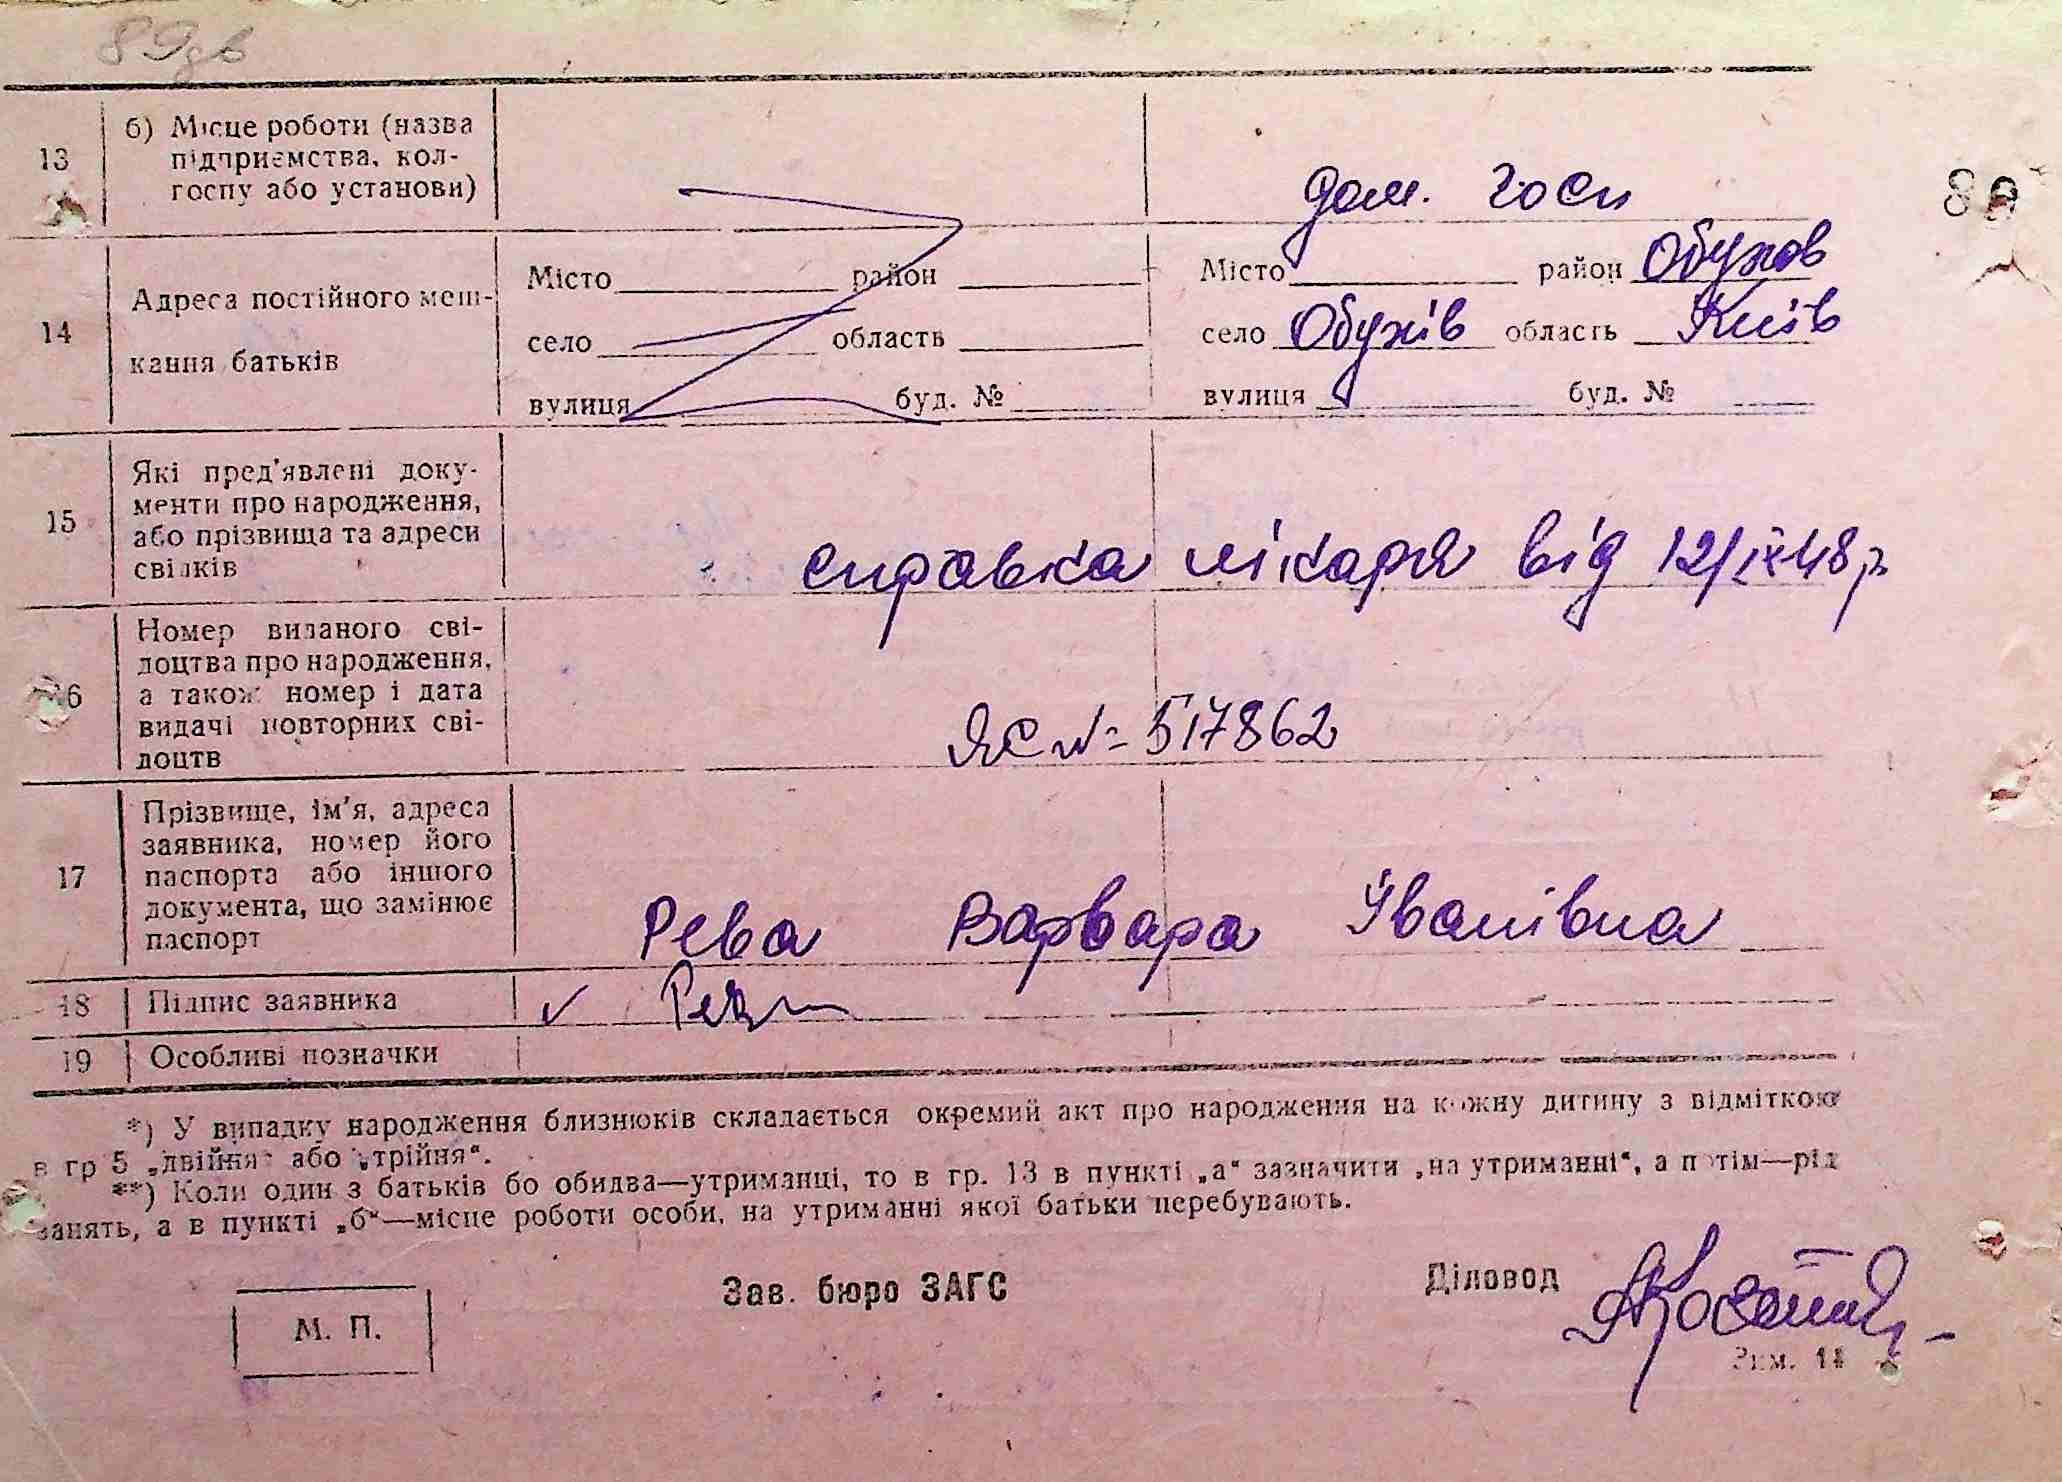 89зв
13
б) Місце роботи (назва
підприємства, кол-
госпу або установи)
дом. госп
89
14
Адреса постійного меш-
кання батьків
Місто район
село область
вулиця буд. №
Місто район Обухов
село Обухів область Київ
вулиця буд. №
15
Які пред'явлені доку-
менти про народження,
або прізвища та адреси
свідків
справка лікаря від 12/IX 48 р.
16
Номер виданого сві-
доцтва про народження,
а також номер і дата
видачі повторних сві-
доцтв
ЯС № 517862
17
Прізвище, ім'я, адреса
заявника, номер його
паспорта або іншого
документа, що замінює
паспорт
Рева Варвара Іванівна
18 Підпис заявника
19 Особливі позначки
*) У випадку народження близнюків складається окремий акт про народження на кожну дитину з відміткою
в гр 5 „двійня“ або „трійня“.
**) Коли один з батьків бо обидва—утриманці, то в гр. 13 в пункті „а“ зазначити „на утриманні“, а потім—рід
занять, а в пункті „б“—місце роботи особи, на утриманні якої батьки перебувають.
М. П.
Зав. бюро ЗАГС
Діловод